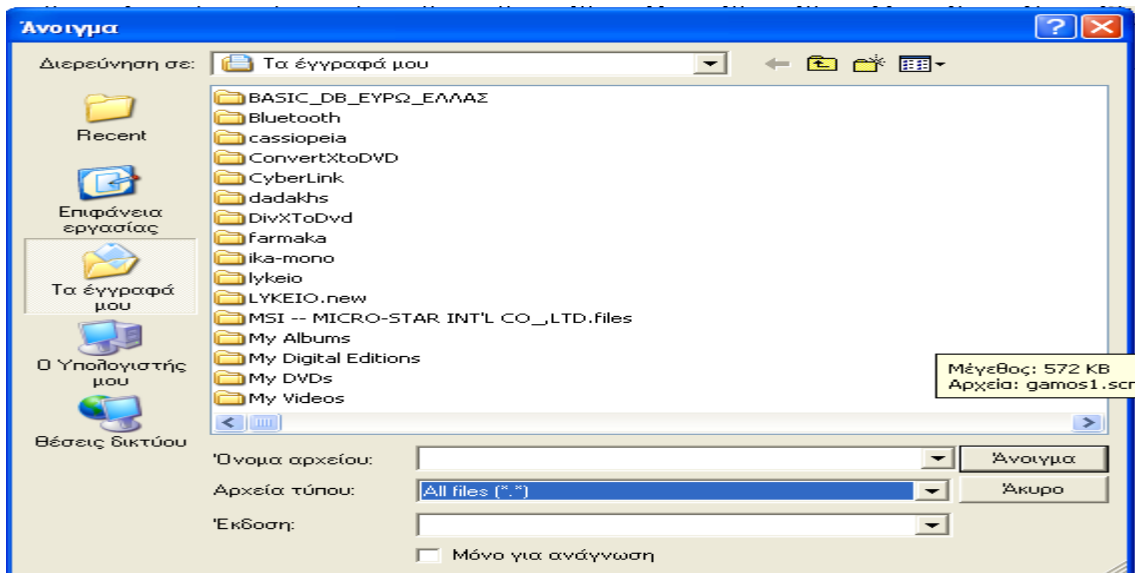 Άνοιγμα
Διερεύνηση σε:
Τα έγγραφά μου
Recent
Επιφάνεια
εργασίας
Τα έγγραφά
μου
Ο Υπολογιστής
μου
Θέσεις δικτύου
BASIC_DB_ΕΥΡΩ_ΕΛΛΑΣ
Bluetooth
cassiopeia
ConvertXtoDVD
CyberLink
dadakhs
DivXToDvd
farmaka
ika-mono
lykeio
LYKEIO.new
MSI -- MICRO-STAR INT'L CO_,LTD.files
My Albums
My Digital Editions
My DVDs
My Videos
Μέγεθος: 572 KB
Αρχεία: gamos1.scr
Όνομα αρχείου:
Άνοιγμα
Αρχεία τύπου:
All files (*.*)
Άκυρο
Έκδοση:
Μόνο για ανάγνωση